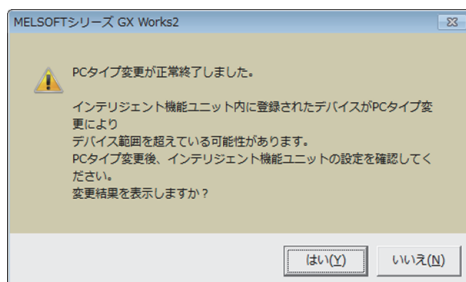 MELSOFTシリーズ GX Works2
PCタイプ変更が正常終了しました。
インテリジェント機能ユニット内に登録されたデバイスがPCタイプ変
更により
デバイス範囲を超えている可能性があります。
PCタイプ変更後、インテリジェント機能ユニットの設定を確認してく
ださい。
変更結果を表示しますか？
はい(Y)
いいえ(N)